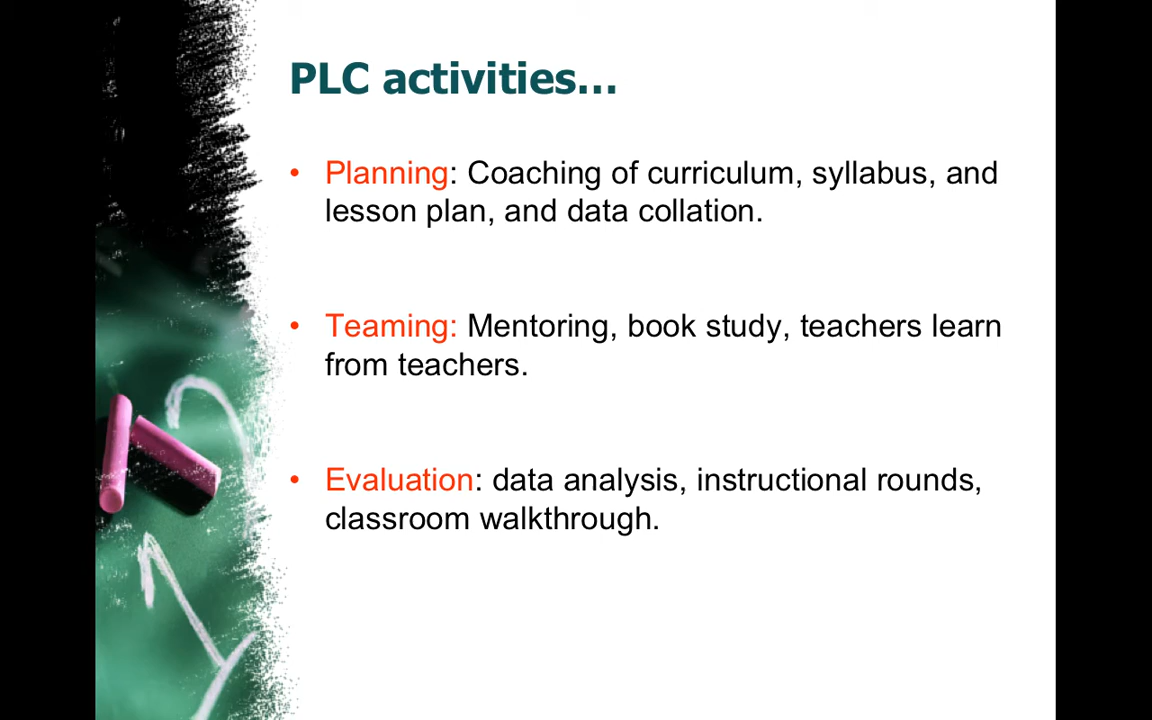 PLC activities...
• Planning: Coaching of curriculum, syllabus, and
lesson plan, and data collation.
• Teaming: Mentoring, book study, teachers learn
from teachers.
• Evaluation: data analysis, instructional rounds,
classroom walkthrough.